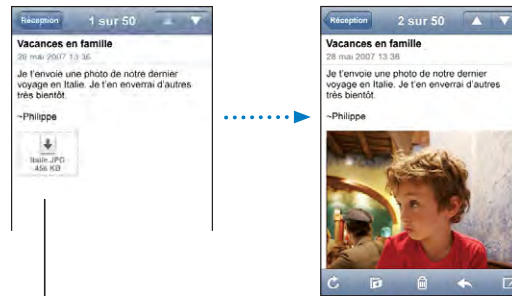 Réception
1 sur 50
Vacances en famille
28 mai 2007 13 36
Je t'envoie une photo de notre dernier
voyage en Italie. Je t'en enverrai d'autres
très bientôt.
~Philippe
Italie.JPG
456 KB
Réception
2 sur 50
Vacances en famille
28 mai 2007 13 36
Je t'envoie une photo de notre dernier
voyage en Italie. Je t'en enverrai d'autres
très bientôt.
~Philippe